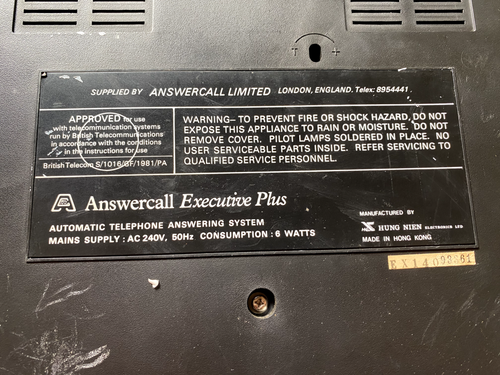 T +
SUPPLIED BY ANSWERCALL LIMITED LONDON, ENGLAND. Telex: 8954441
APPROVED for use
with telecommunication systems
run by British Telecommunications
in accordance with the conditions
in the instructions for use
British Telecom S/1016/8F/1981/PA
WARNING– TO PREVENT FIRE OR SHOCK HAZARD, DO NOT
EXPOSE THIS APPLIANCE TO RAIN OR MOISTURE. DO NOT
REMOVE COVER. PILOT LAMPS SOLDERED IN PLACE. NO
USER SERVICEABLE PARTS INSIDE. REFER SERVICING TO
QUALIFIED SERVICE PERSONNEL.
Answercall Executive Plus
AUTOMATIC TELEPHONE ANSWERING SYSTEM
MAINS SUPPLY : AC 240V, 50Hz CONSUMPTION : 6 WATTS
MANUFACTURED BY
HUNG NIEN ELECTRONICS LTD
MADE IN HONG KONG